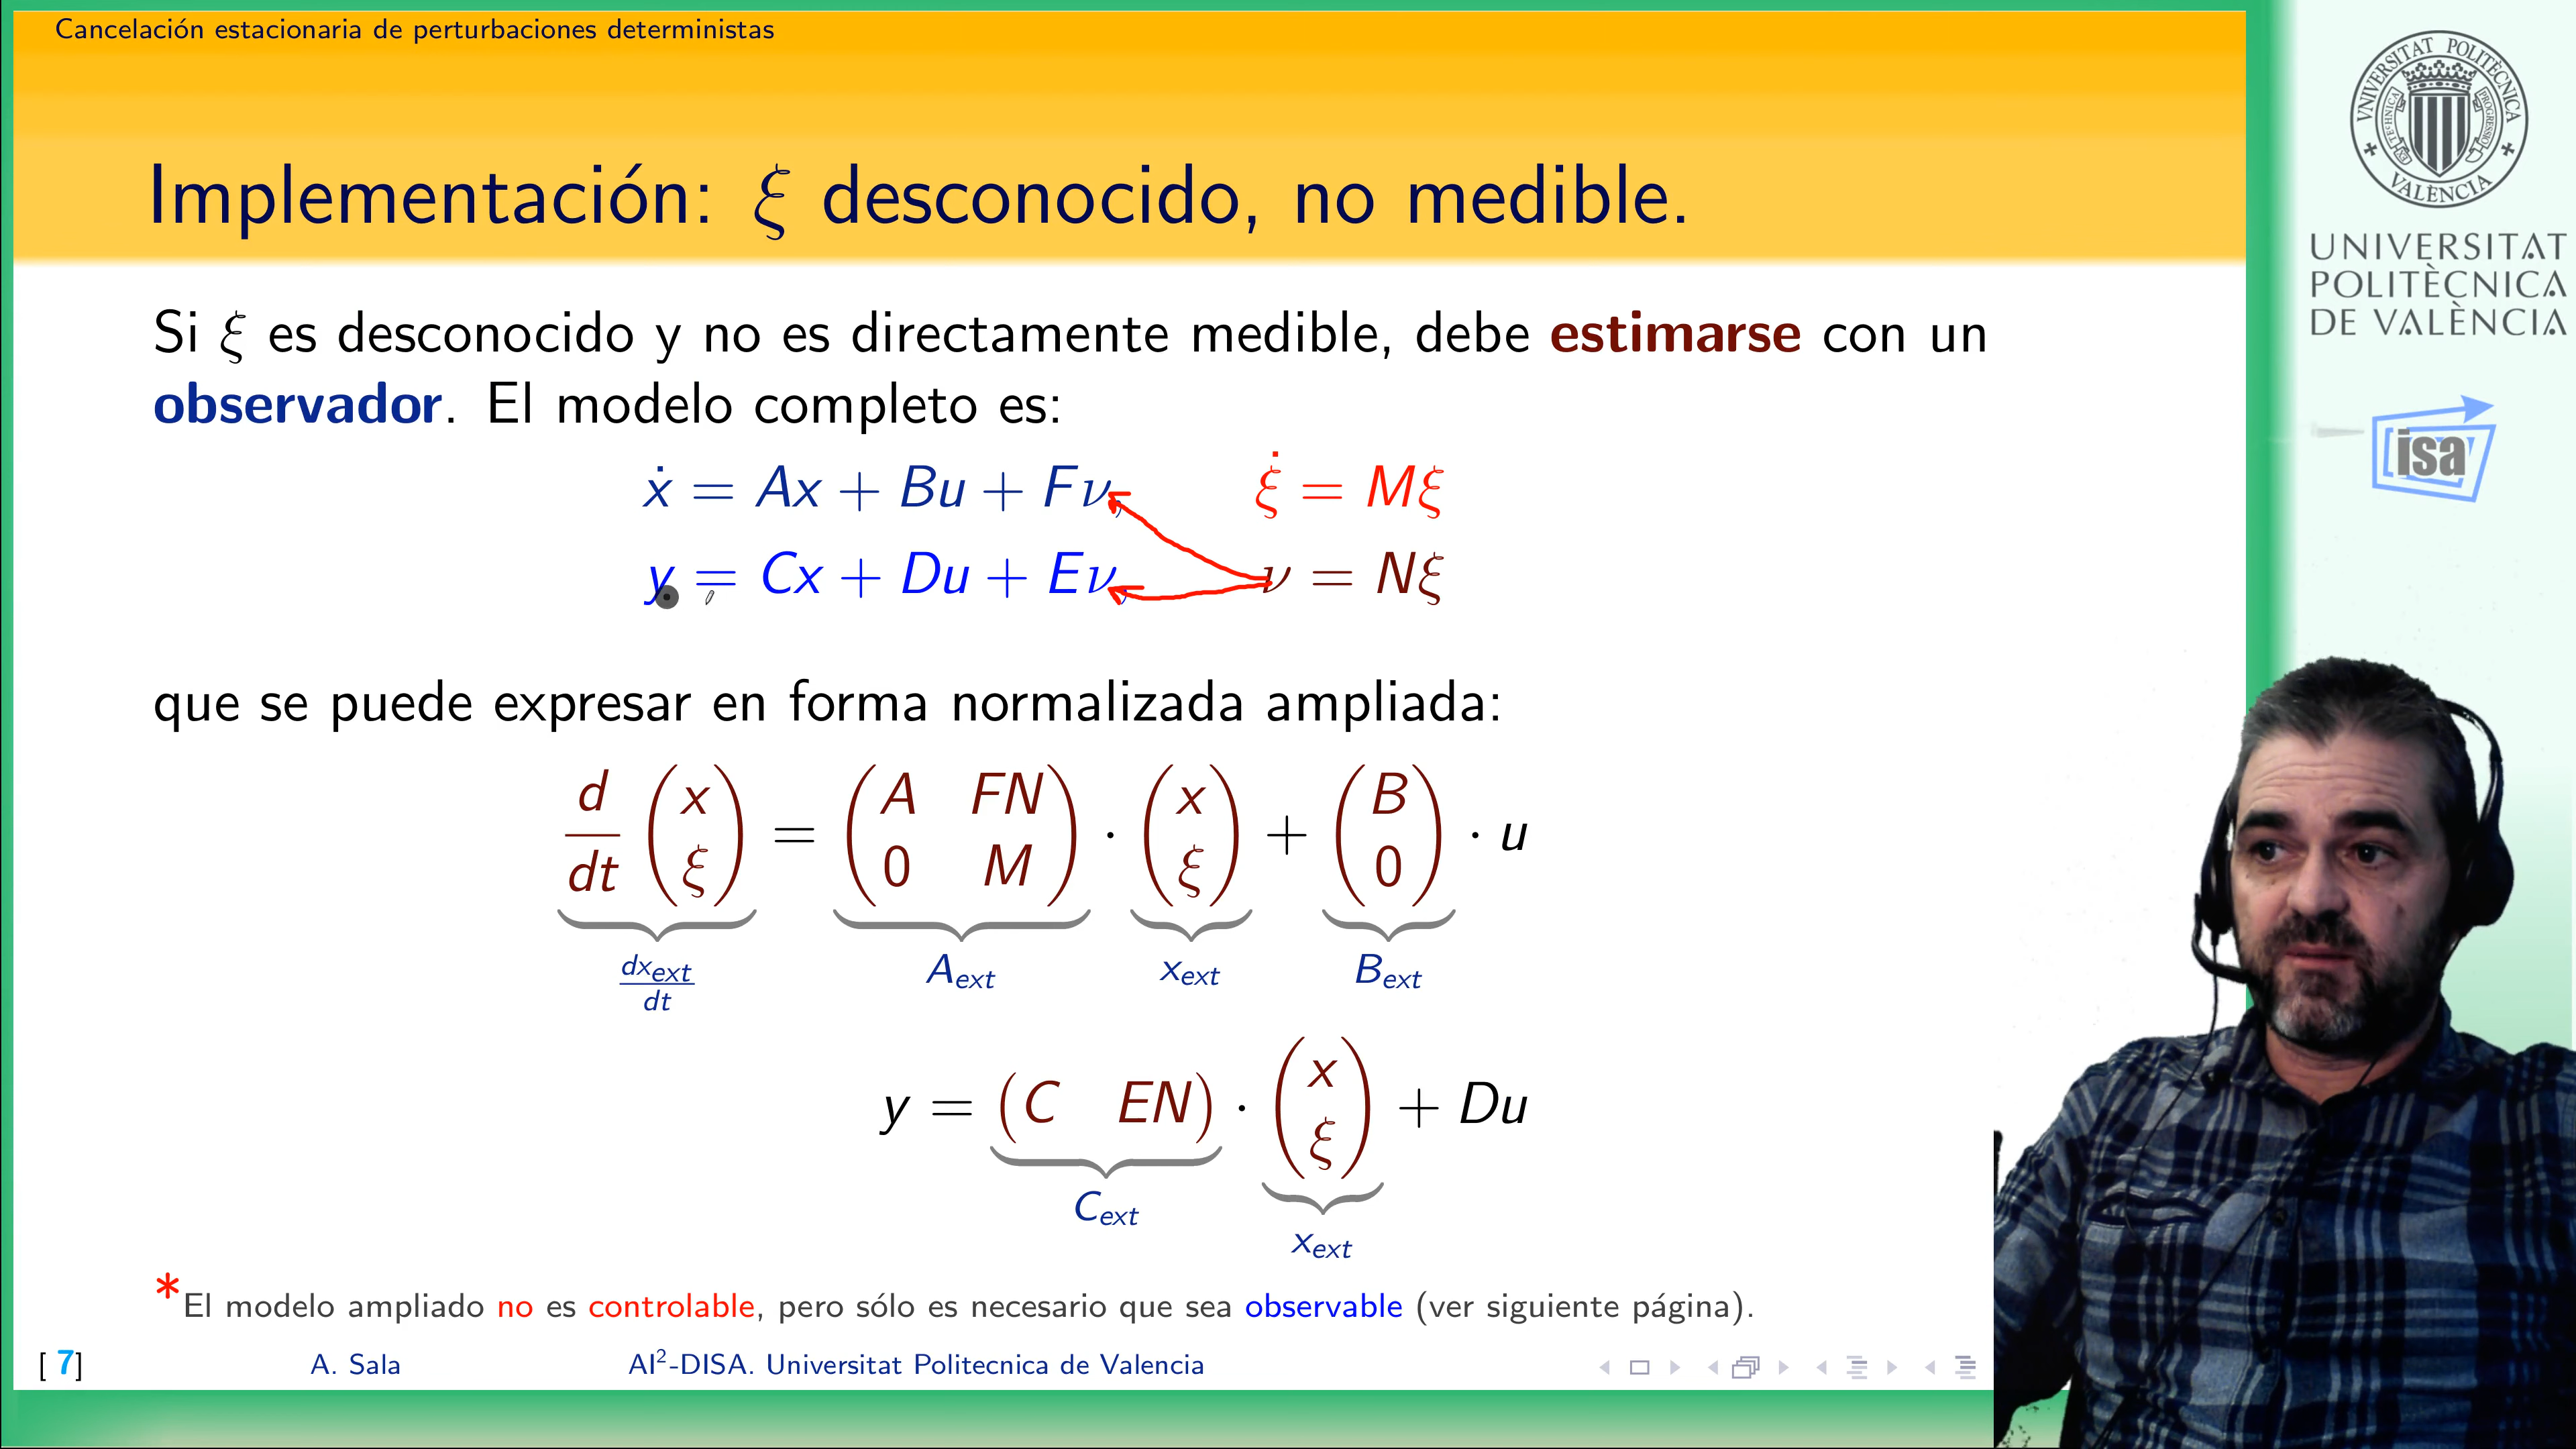 Cancelación estacionaria de perturbaciones deterministas
Implementación: ξ desconocido, no medible.
Si ξ es desconocido y no es directamente medible, debe estimarse con un
observador. El modelo completo es:
ẋ = Ax + Bu + Fν, ξ̇ = Mξ
y = Cx + Du + Eν, ν = Nξ
que se puede expresar en forma normalizada ampliada:
d/dt (x ξ) = (A FN 0 M) · (x ξ) + (B 0) · u
dx_ext/dt A_ext x_ext B_ext
y = (C EN) · (x ξ) + Du
C_ext
x_ext
*El modelo ampliado no es controlable, pero sólo es necesario que sea observable (ver siguiente página).
[ 7] A. Sala AI²-DISA. Universitat Politecnica de Valencia
UNIVERSITAT POLITÈCNICA
VALÈNCIA
UNIVERSITAT
POLITÈCNICA
DE VALÈNCIA
isa